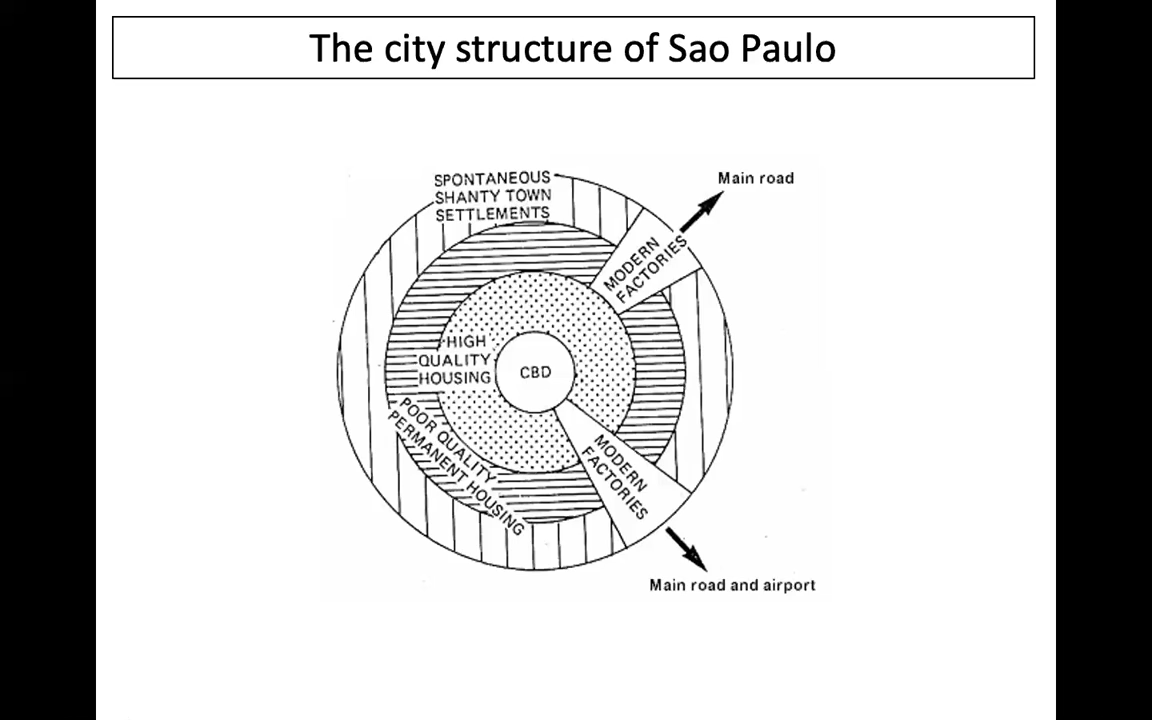 The city structure of Sao Paulo
SPONTANEOUS
SHANTY TOWN
SETTLEMENTS
Main road
MODERN
FACTORIES
HIGH
QUALITY
HOUSING
CBD
POOR QUALITY
PERMANENT HOUSING
MODERN
FACTORIES
Main road and airport